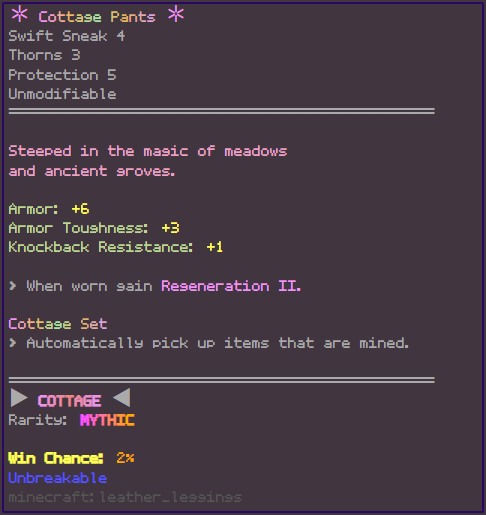 * Cottage Pants *
Swift Sneak 4
Thorns 3
Protection 5
Unmodifiable
Steeped in the magic of meadows
and ancient groves.
Armor: +6
Armor Toughness: +3
Knockback Resistance: +1
> When worn gain Regeneration II.
Cottage Set
> Automatically pick up items that are mined.
▶ COTTAGE ◀
Rarity: MYTHIC
Win Chance: 2%
Unbreakable
minecraft:leather_leggings